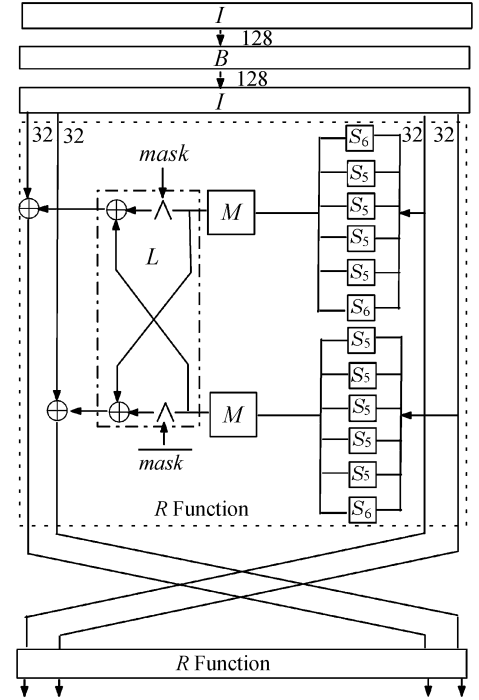 I
128
B
128
I
32 32 32 32
mask
S₆
S₅
M S₅
S₅
L
S₅
S₆
S₅
S₅
M S₅
S₅
mask
S₅
R Function S₆
R Function